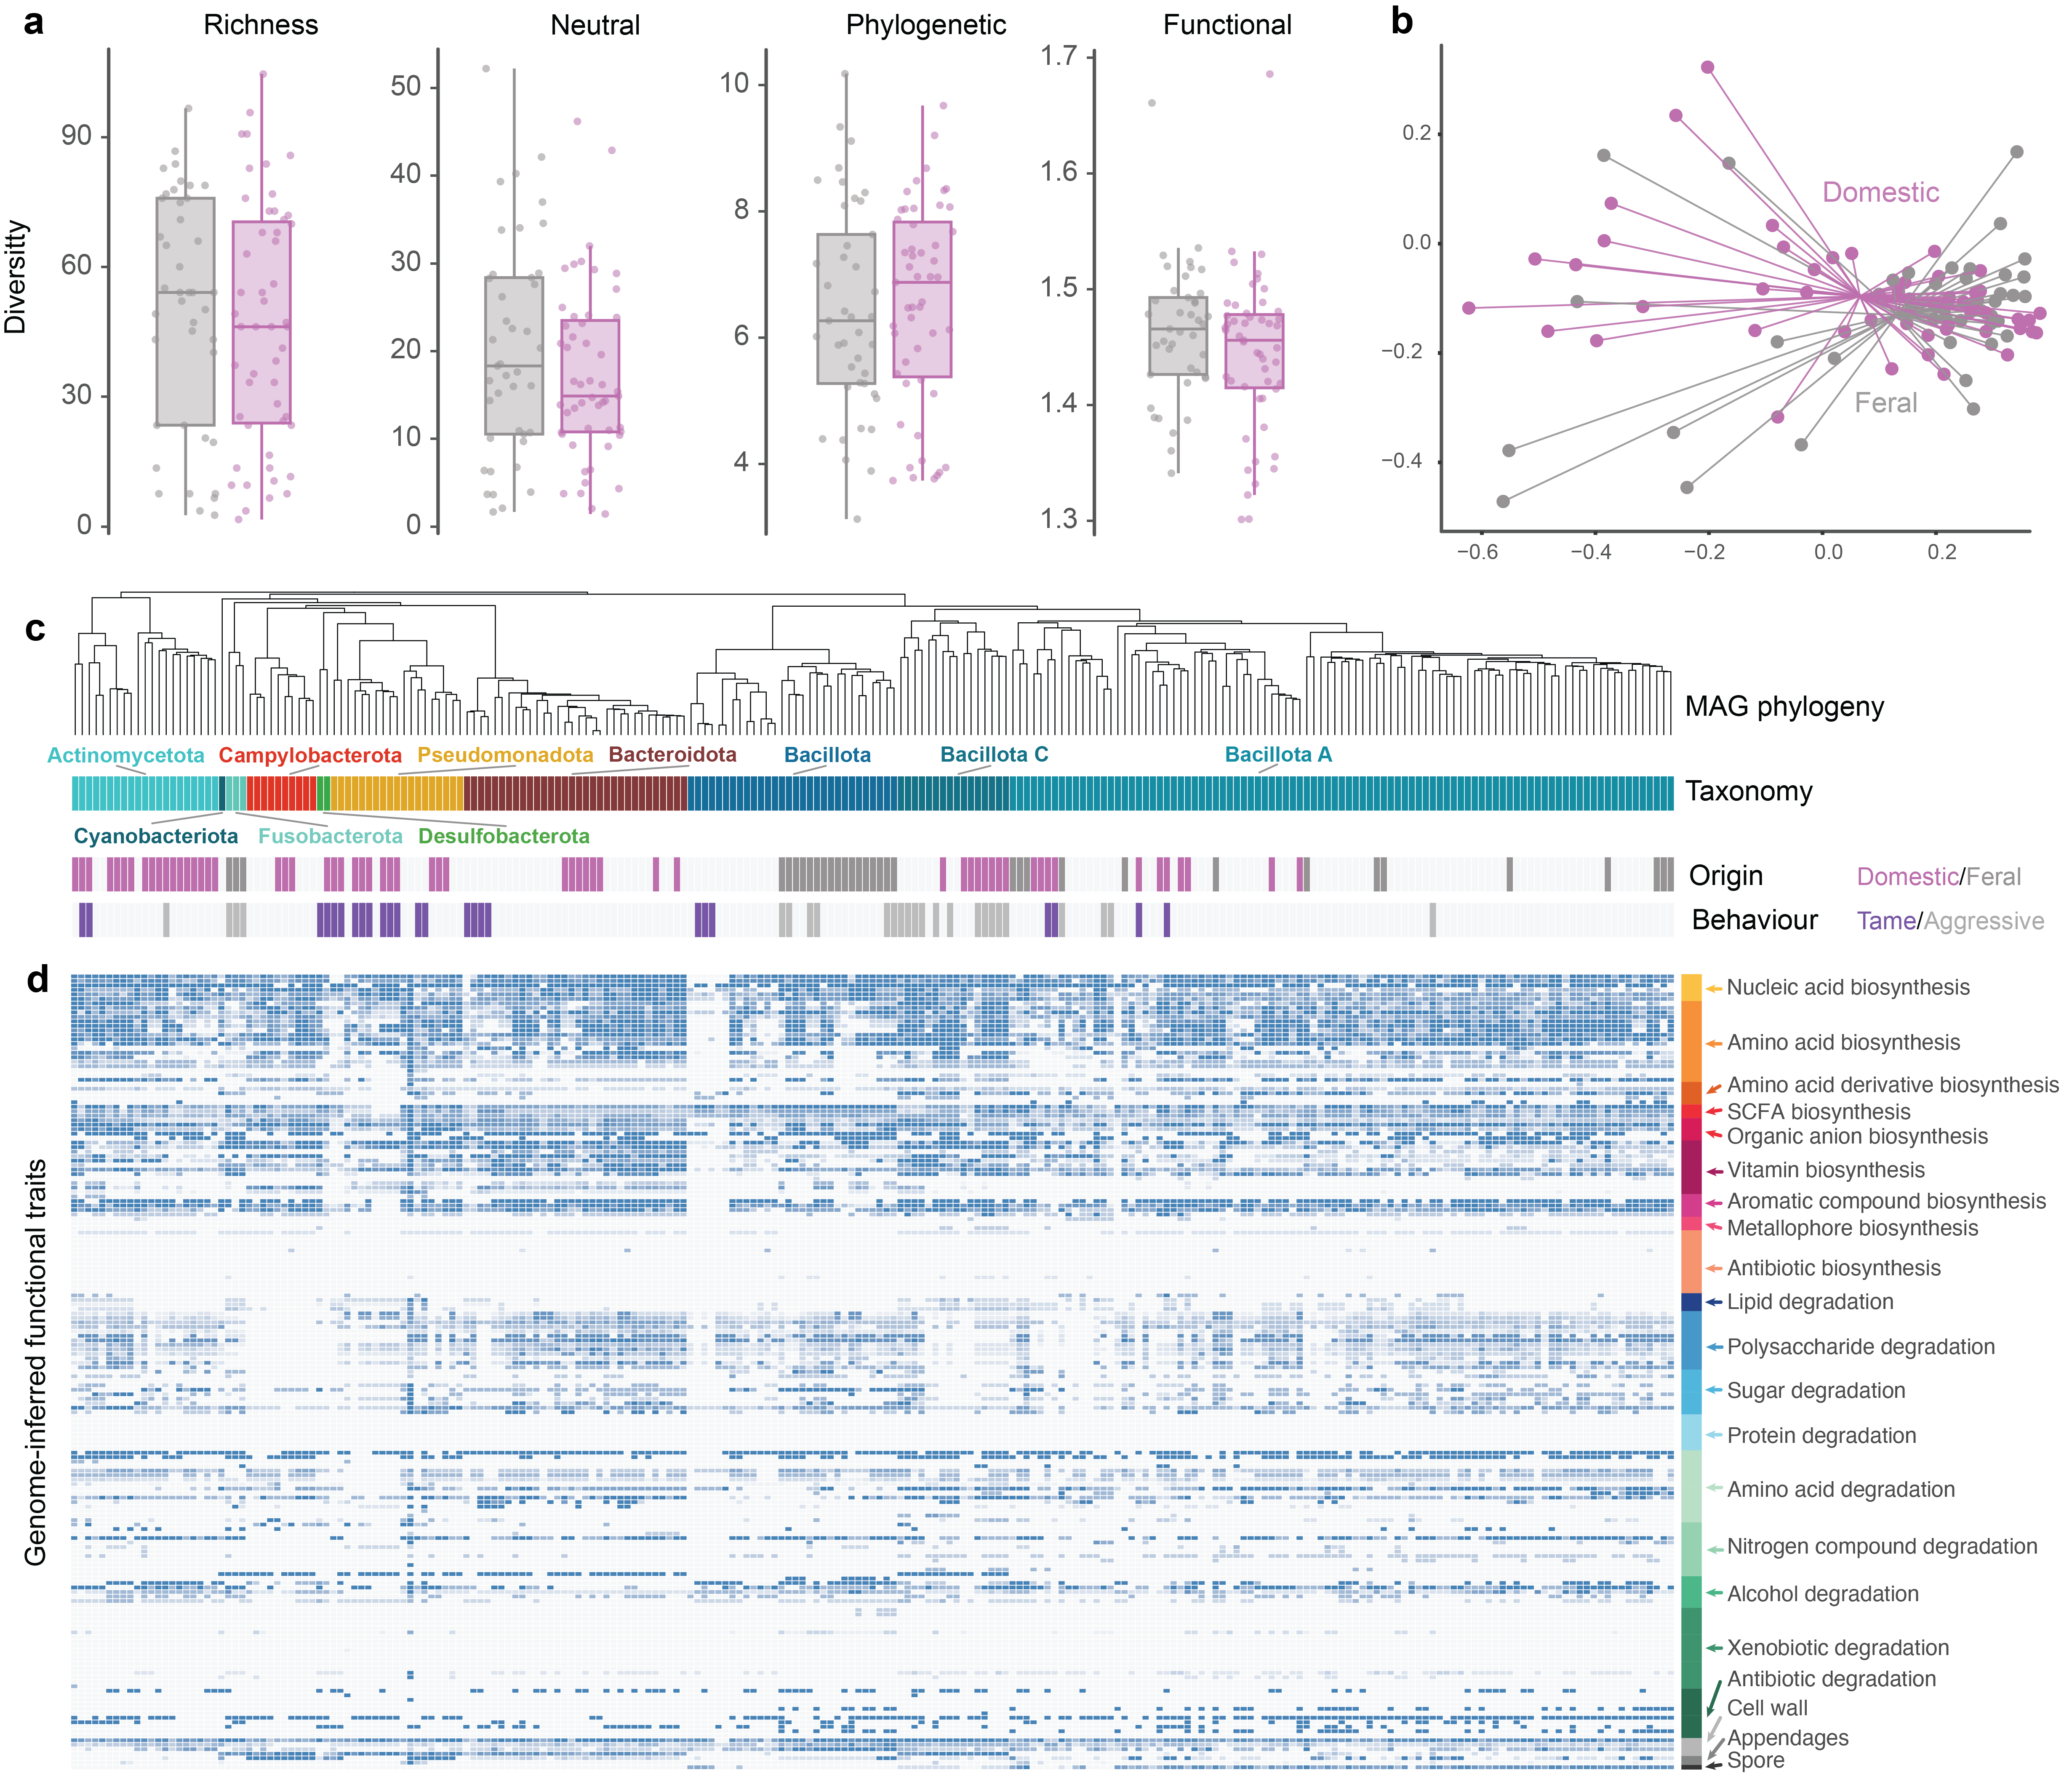 a
Richness
Neutral
Phylogenetic
Functional
b
Diversitty
90
60
30
0
50
40
30
20
10
0
10
8
6
4
1.7
1.6
1.5
1.4
1.3
0.2
0.0
−0.2
−0.4
Domestic
Feral
−0.6
−0.4
−0.2
0.0
0.2
c
MAG phylogeny
Actinomycetota
Campylobacterota
Pseudomonadota
Bacteroidota
Bacillota
Bacillota C
Bacillota A
Taxonomy
Cyanobacteriota
Fusobacterota
Desulfobacterota
Origin
Domestic/Feral
Behaviour
Tame/Aggressive
d
Genome-inferred functional traits
Nucleic acid biosynthesis
Amino acid biosynthesis
Amino acid derivative biosynthesis
SCFA biosynthesis
Organic anion biosynthesis
Vitamin biosynthesis
Aromatic compound biosynthesis
Metallophore biosynthesis
Antibiotic biosynthesis
Lipid degradation
Polysaccharide degradation
Sugar degradation
Protein degradation
Amino acid degradation
Nitrogen compound degradation
Alcohol degradation
Xenobiotic degradation
Antibiotic degradation
Cell wall
Appendages
Spore